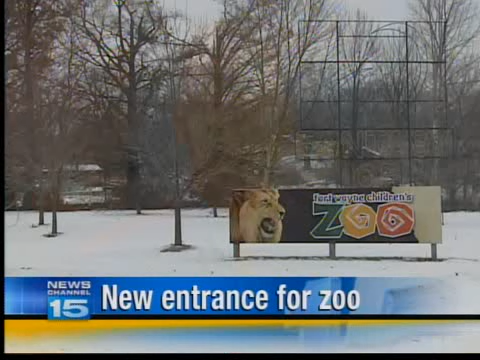 fort wayne children's
ZOO
NEWS
CHANNEL
15
New entrance for zoo